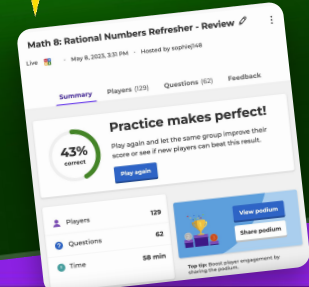 Math 8: Rational Numbers Refresher - Review
Live · May 8, 2023, 3:31 PM · Hosted by sophiej148
Summary Players (129) Questions (62) Feedback
43%
correct
Practice makes perfect!
Play again and let the same group improve their
score or see if new players can beat this result.
Play again
Players 129
Questions 62
Time 58 min
View podium
Share podium
Top tip: Boost player engagement by
sharing the podium.